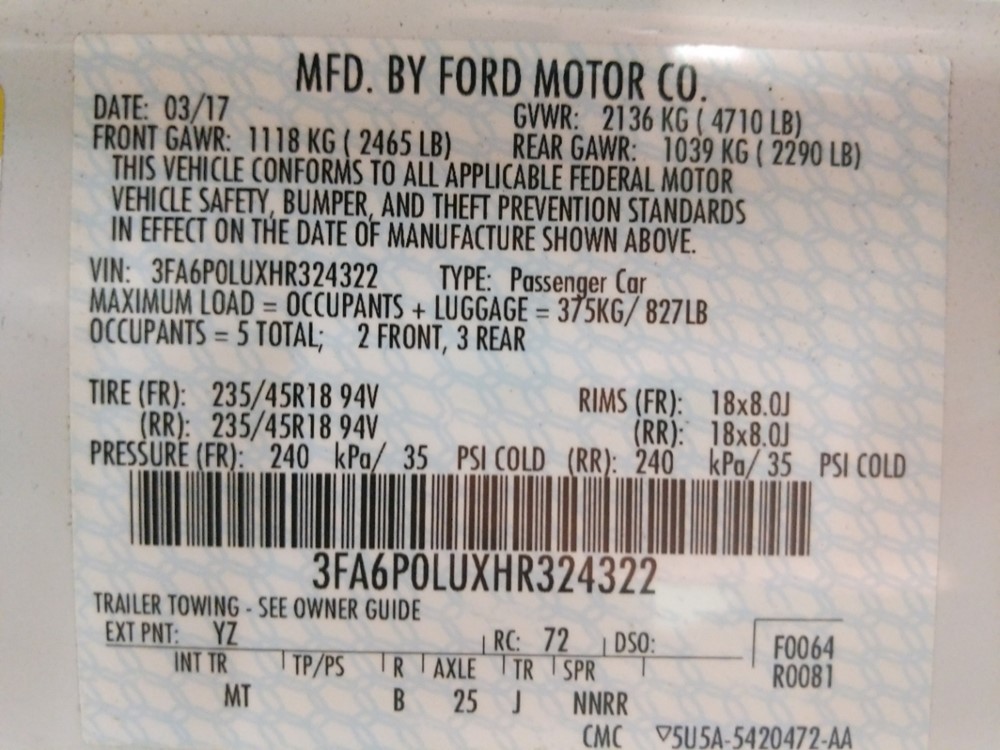 MFD. BY FORD MOTOR CO.
DATE: 03/17 GVWR: 2136 KG ( 4710 LB)
FRONT GAWR: 1118 KG ( 2465 LB) REAR GAWR: 1039 KG ( 2290 LB)
THIS VEHICLE CONFORMS TO ALL APPLICABLE FEDERAL MOTOR
VEHICLE SAFETY, BUMPER, AND THEFT PREVENTION STANDARDS
IN EFFECT ON THE DATE OF MANUFACTURE SHOWN ABOVE.
VIN: 3FA6P0LUXHR324322 TYPE: Passenger Car
MAXIMUM LOAD = OCCUPANTS + LUGGAGE = 375KG/ 827LB
OCCUPANTS = 5 TOTAL; 2 FRONT, 3 REAR
TIRE (FR): 235/45R18 94V RIMS (FR): 18x8.0J
(RR): 235/45R18 94V (RR): 18x8.0J
PRESSURE (FR): 240 kPa/ 35 PSI COLD (RR): 240 kPa/ 35 PSI COLD
3FA6P0LUXHR324322
TRAILER TOWING - SEE OWNER GUIDE
EXT PNT: YZ RC: 72 DSO: F0064
INT TR TP/PS R AXLE TR SPR R0081
MT B 25 J NNRR
CMC ▽5U5A-5420472-AA